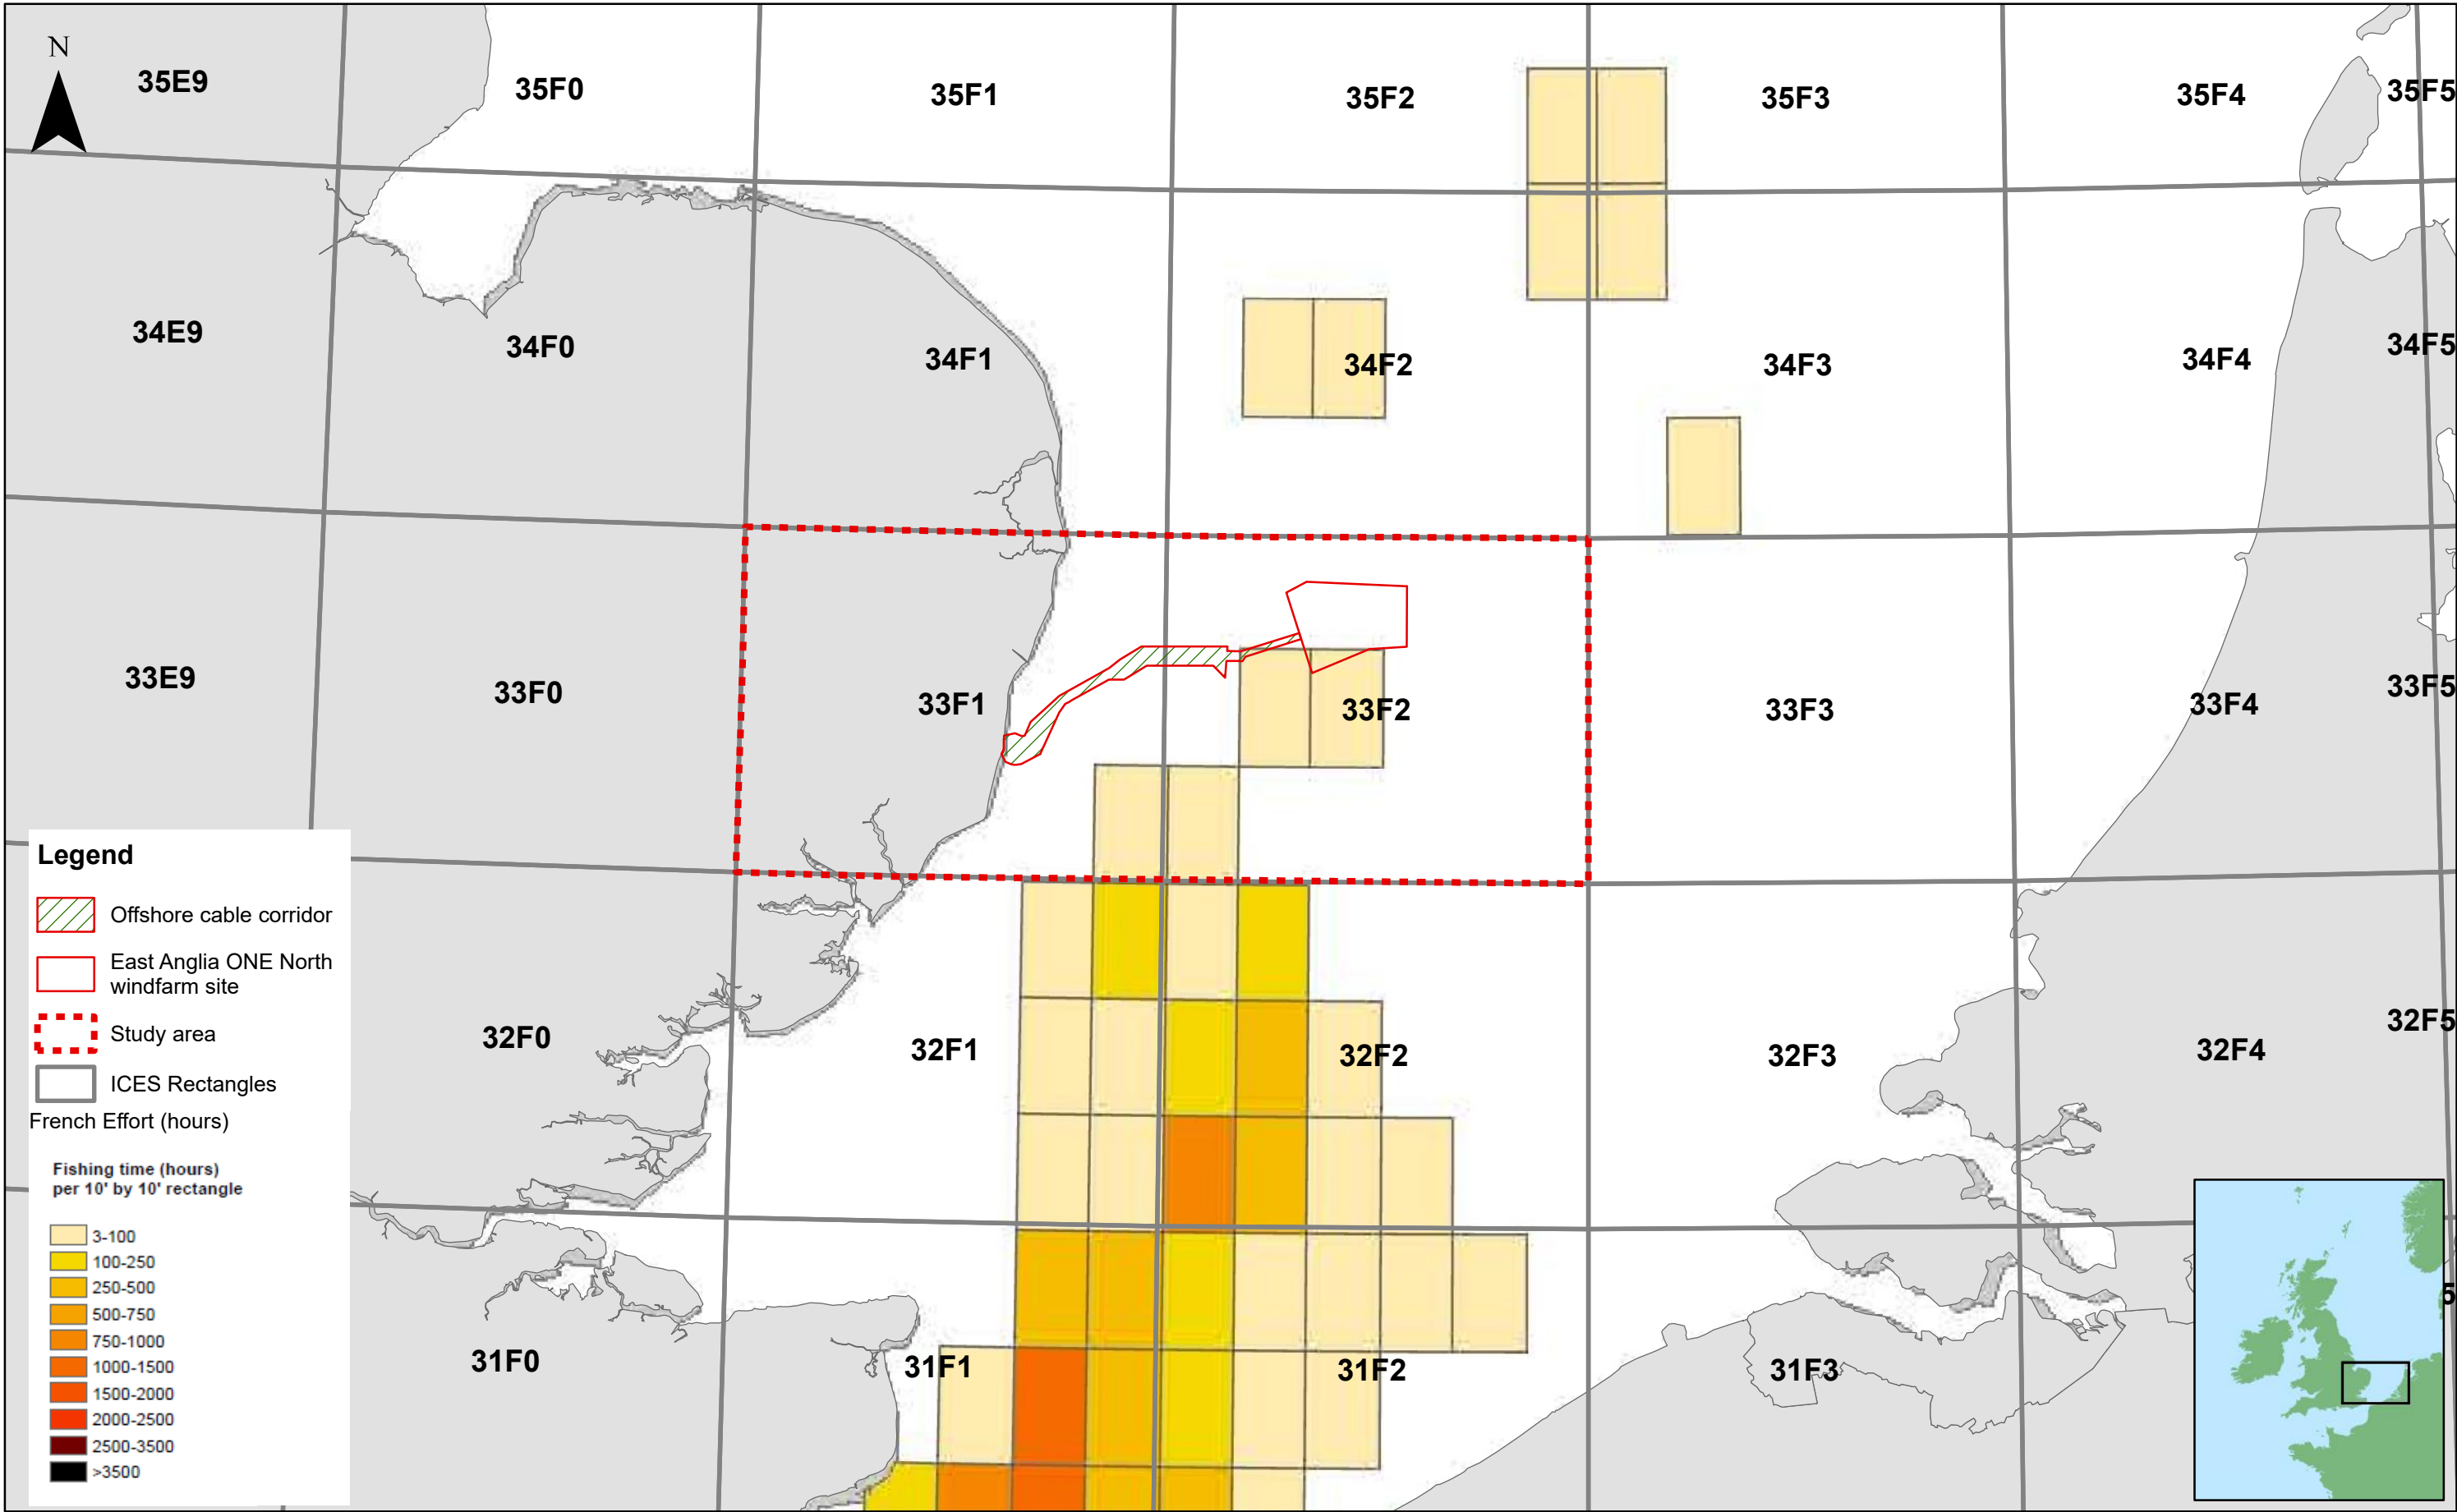 N
35E9
35F0
35F1
35F2
35F3
35F4
35F5
34E9
34F0
34F1
34F2
34F3
34F4
34F5
33E9
33F0
33F1
33F2
33F3
33F4
33F5
32F0
32F1
32F2
32F3
32F4
32F5
31F0
31F1
31F2
31F3
5
Legend
Offshore cable corridor
East Anglia ONE North
windfarm site
Study area
ICES Rectangles
French Effort (hours)
Fishing time (hours)
per 10' by 10' rectangle
3-100
100-250
250-500
500-750
750-1000
1000-1500
1500-2000
2000-2500
2500-3500
>3500